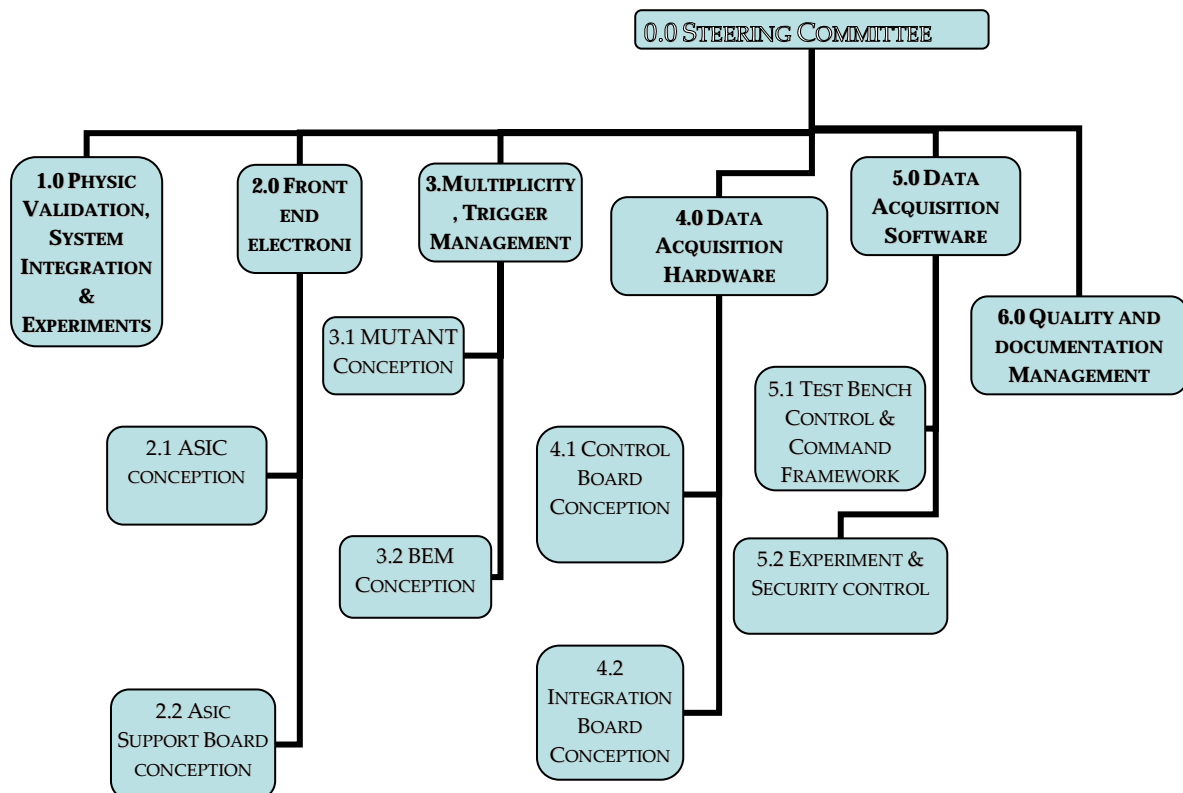 0.0 STEERING COMMITTEE
1.0 PHYSIC
VALIDATION,
SYSTEM
INTEGRATION
&
EXPERIMENTS
2.0 FRONT
END
ELECTRONI
3.MULTIPLICITY
, TRIGGER
MANAGEMENT
4.0 DATA
ACQUISITION
HARDWARE
5.0 DATA
ACQUISITION
SOFTWARE
6.0 QUALITY AND
DOCUMENTATION
MANAGEMENT
2.1 ASIC
CONCEPTION
2.2 ASIC
SUPPORT BOARD
CONCEPTION
3.1 MUTANT
CONCEPTION
3.2 BEM
CONCEPTION
4.1 CONTROL
BOARD
CONCEPTION
4.2
INTEGRATION
BOARD
CONCEPTION
5.1 TEST BENCH
CONTROL &
COMMAND
FRAMEWORK
5.2 EXPERIMENT &
SECURITY CONTROL